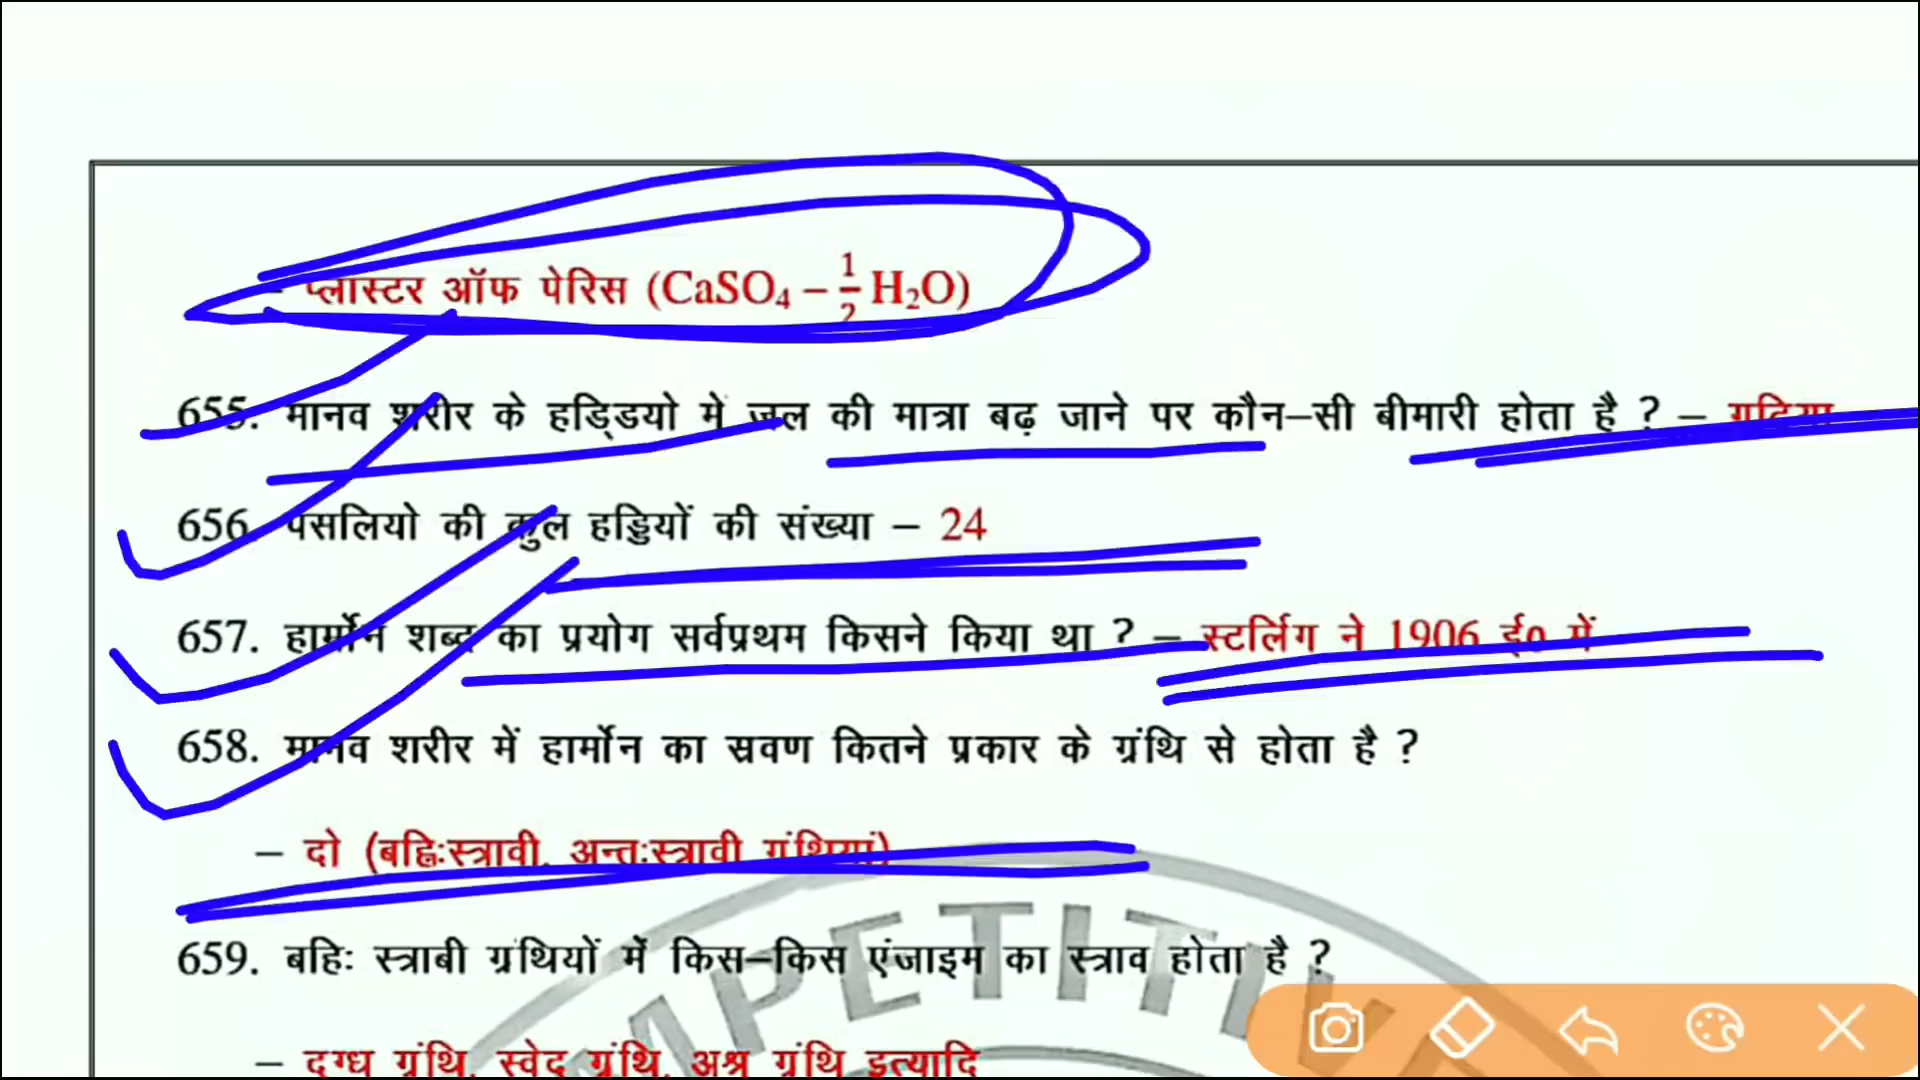 – प्लास्टर ऑफ पेरिस (CaSO₄ – 1/2 H₂O)
655. मानव शरीर के हड्डियो में जल की मात्रा बढ़ जाने पर कौन–सी बीमारी होता है ? – गठिया
656. पसलियो की कुल हड्डियों की संख्या – 24
657. हार्मोन शब्द का प्रयोग सर्वप्रथम किसने किया था ? – स्टर्लिग ने 1906 ई0 में
658. मानव शरीर में हार्मोन का स्रवण कितने प्रकार के ग्रंथि से होता है ?
– दो (बहिःस्त्रावी, अन्तःस्त्रावी ग्रंथियां)
659. बहिः स्त्राबी ग्रंथियों में किस–किस एंजाइम का स्त्राव होता है ?
– दुग्ध ग्रंथि, स्वेद ग्रंथि, अश्रु ग्रंथि इत्यादि